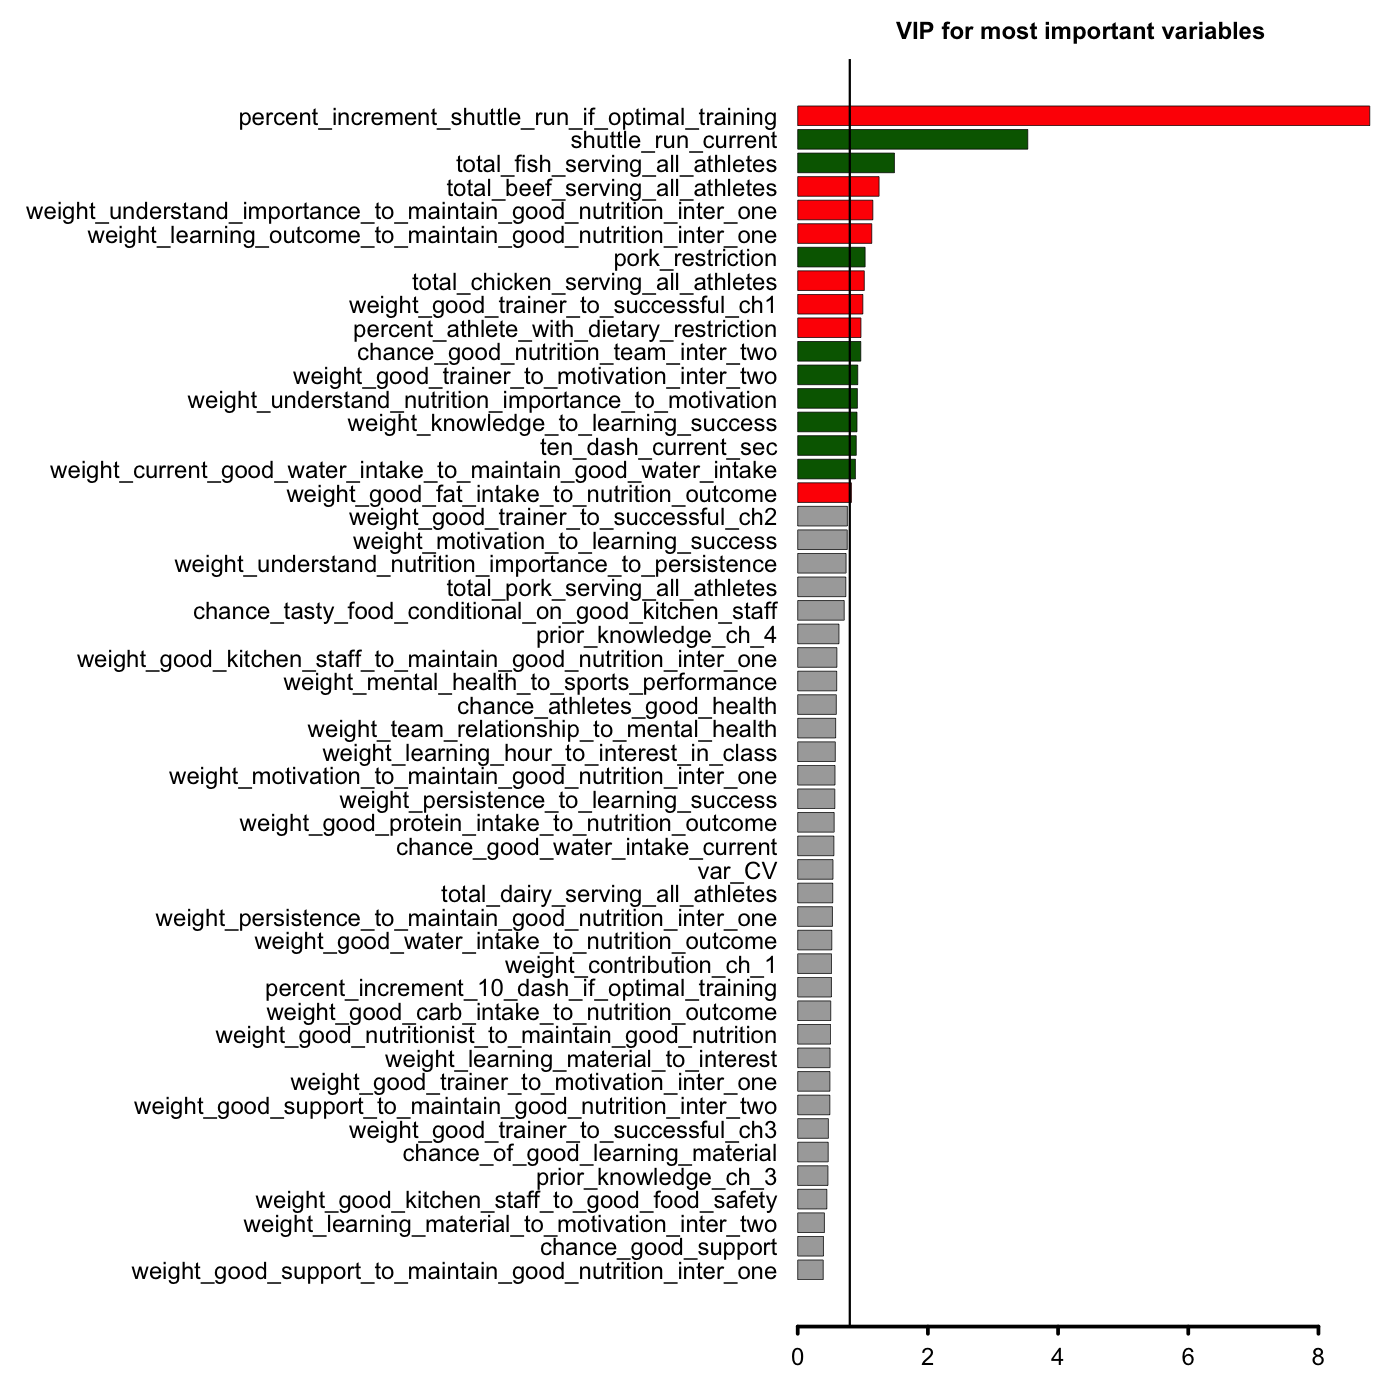 VIP for most important variables
percent_increment_shuttle_run_if_optimal_training
shuttle_run_current
total_fish_serving_all_athletes
total_beef_serving_all_athletes
weight_understand_importance_to_maintain_good_nutrition_inter_one
weight_learning_outcome_to_maintain_good_nutrition_inter_one
pork_restriction
total_chicken_serving_all_athletes
weight_good_trainer_to_successful_ch1
percent_athlete_with_dietary_restriction
chance_good_nutrition_team_inter_two
weight_good_trainer_to_motivation_inter_two
weight_understand_nutrition_importance_to_motivation
weight_knowledge_to_learning_success
ten_dash_current_sec
weight_current_good_water_intake_to_maintain_good_water_intake
weight_good_fat_intake_to_nutrition_outcome
weight_good_trainer_to_successful_ch2
weight_motivation_to_learning_success
weight_understand_nutrition_importance_to_persistence
total_pork_serving_all_athletes
chance_tasty_food_conditional_on_good_kitchen_staff
prior_knowledge_ch_4
weight_good_kitchen_staff_to_maintain_good_nutrition_inter_one
weight_mental_health_to_sports_performance
chance_athletes_good_health
weight_team_relationship_to_mental_health
weight_learning_hour_to_interest_in_class
weight_motivation_to_maintain_good_nutrition_inter_one
weight_persistence_to_learning_success
weight_good_protein_intake_to_nutrition_outcome
chance_good_water_intake_current
var_CV
total_dairy_serving_all_athletes
weight_persistence_to_maintain_good_nutrition_inter_one
weight_good_water_intake_to_nutrition_outcome
weight_contribution_ch_1
percent_increment_10_dash_if_optimal_training
weight_good_carb_intake_to_nutrition_outcome
weight_good_nutritionist_to_maintain_good_nutrition
weight_learning_material_to_interest
weight_good_trainer_to_motivation_inter_one
weight_good_support_to_maintain_good_nutrition_inter_two
weight_good_trainer_to_successful_ch3
chance_of_good_learning_material
prior_knowledge_ch_3
weight_good_kitchen_staff_to_good_food_safety
weight_learning_material_to_motivation_inter_two
chance_good_support
weight_good_support_to_maintain_good_nutrition_inter_one
0 2 4 6 8